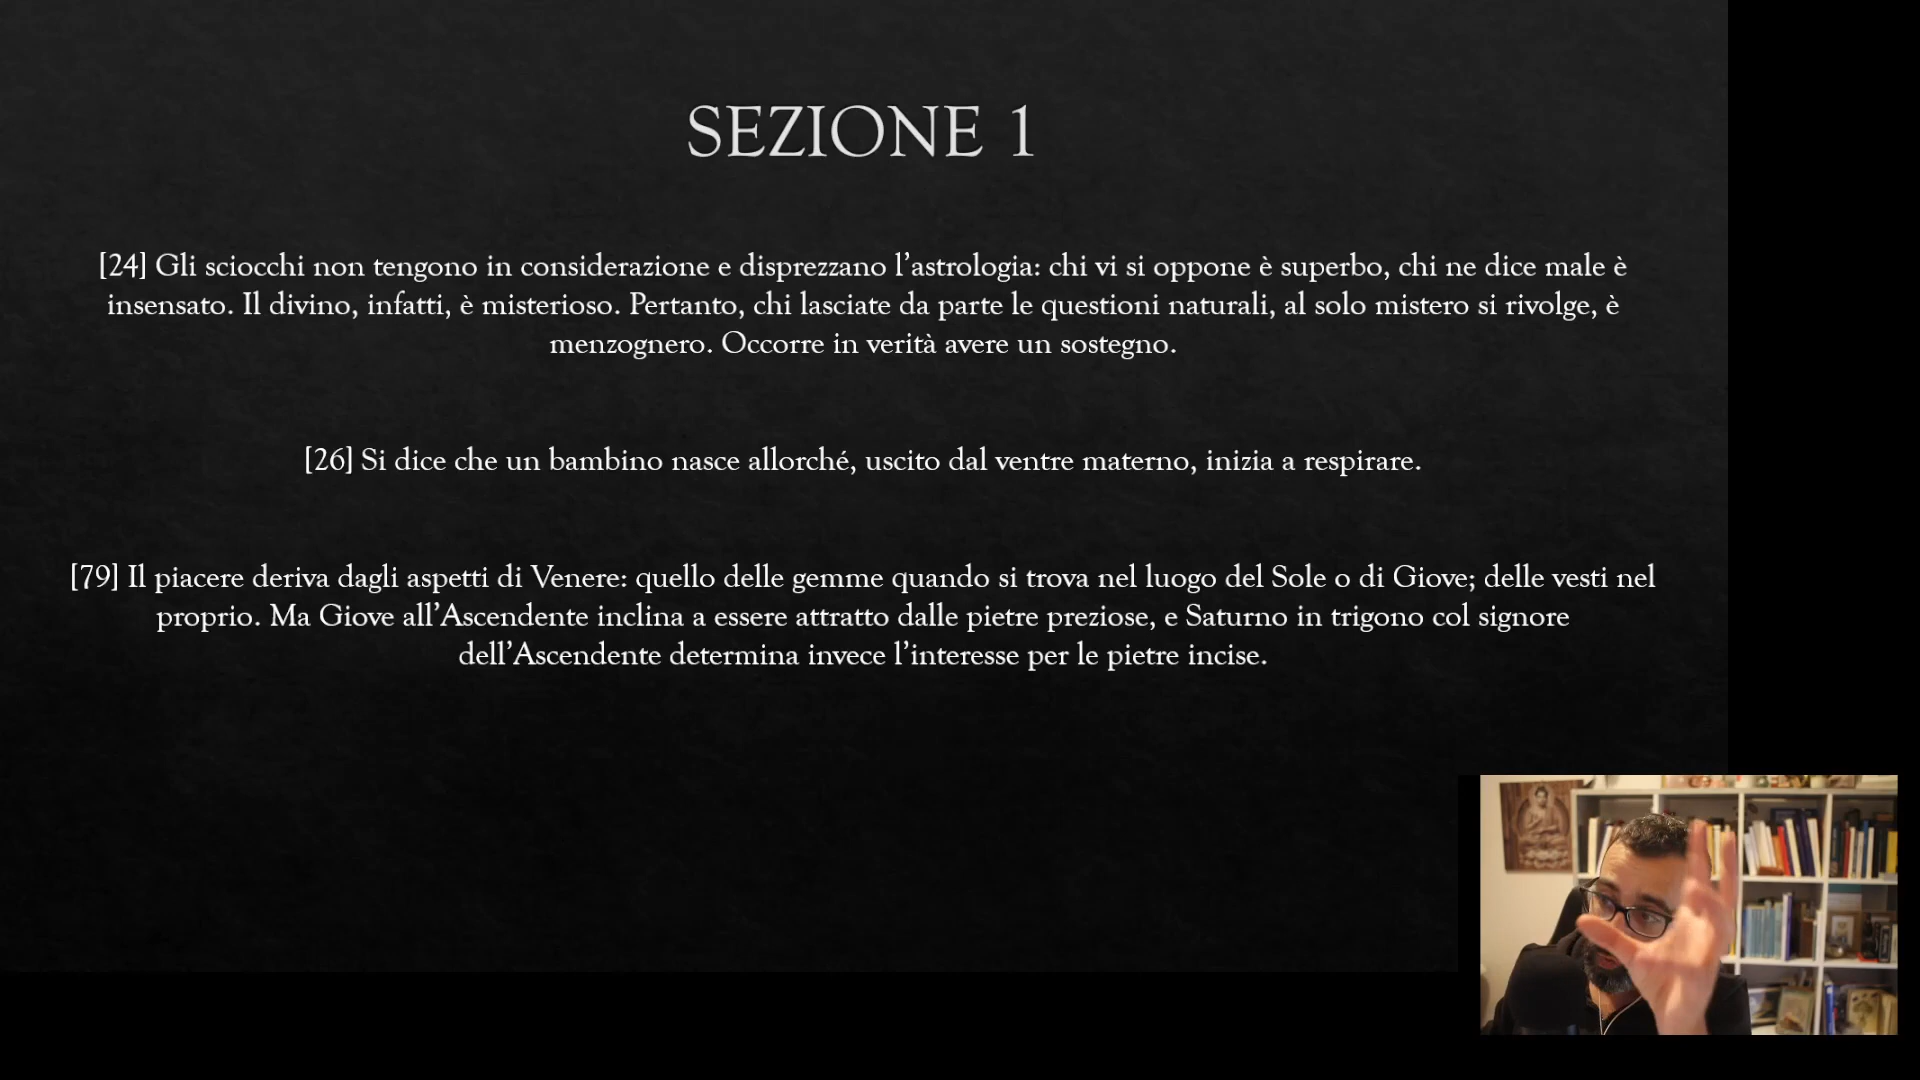 SEZIONE 1
[24] Gli sciocchi non tengono in considerazione e disprezzano l’astrologia: chi vi si oppone è superbo, chi ne dice male è
insensato. Il divino, infatti, è misterioso. Pertanto, chi lasciate da parte le questioni naturali, al solo mistero si rivolge, è
menzognero. Occorre in verità avere un sostegno.
[26] Si dice che un bambino nasce allorché, uscito dal ventre materno, inizia a respirare.
[79] Il piacere deriva dagli aspetti di Venere: quello delle gemme quando si trova nel luogo del Sole o di Giove; delle vesti nel
proprio. Ma Giove all’Ascendente inclina a essere attratto dalle pietre preziose, e Saturno in trigono col signore
dell’Ascendente determina invece l’interesse per le pietre incise.